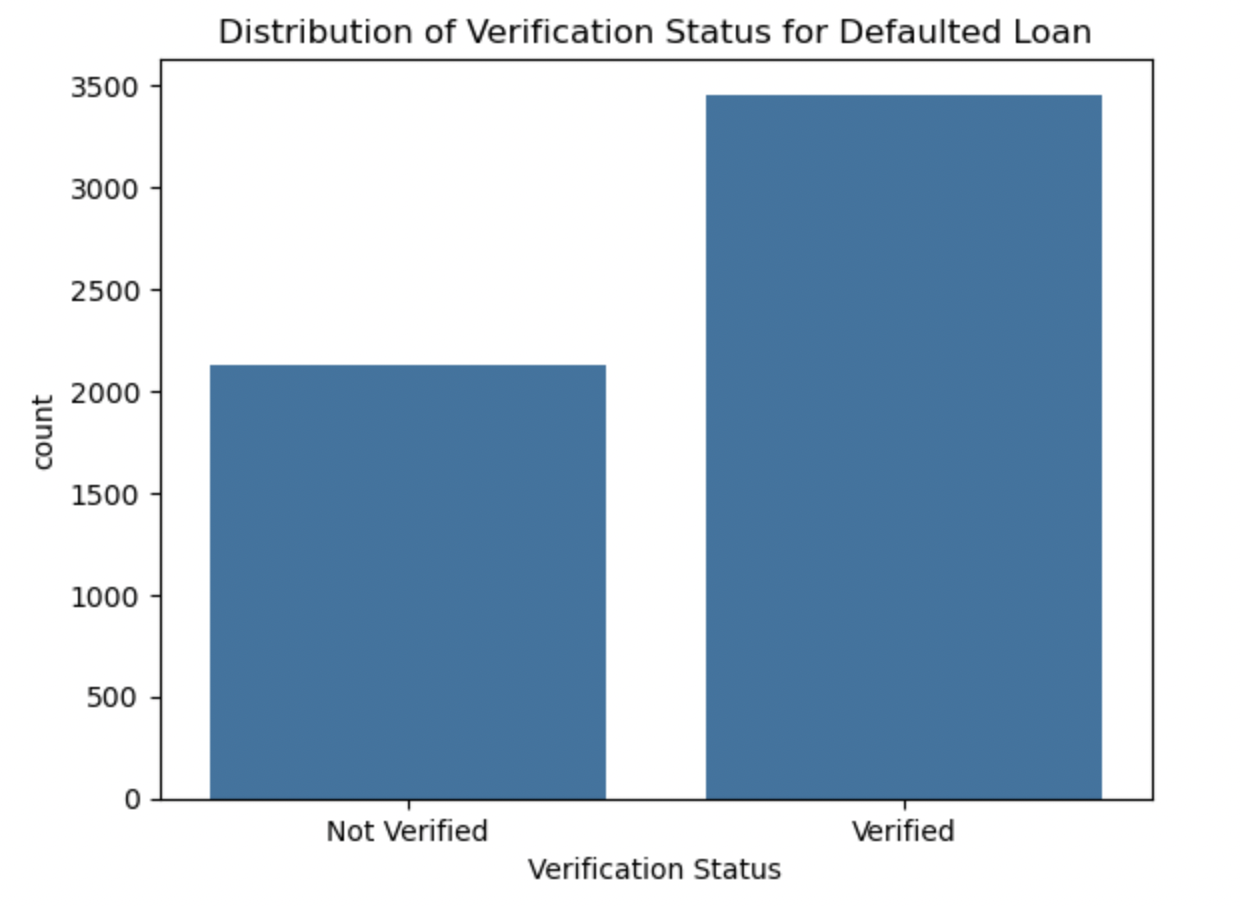 Distribution of Verification Status for Defaulted Loan
3500
3000
2500
2000
1500
1000
500
0
count
Not Verified
Verified
Verification Status